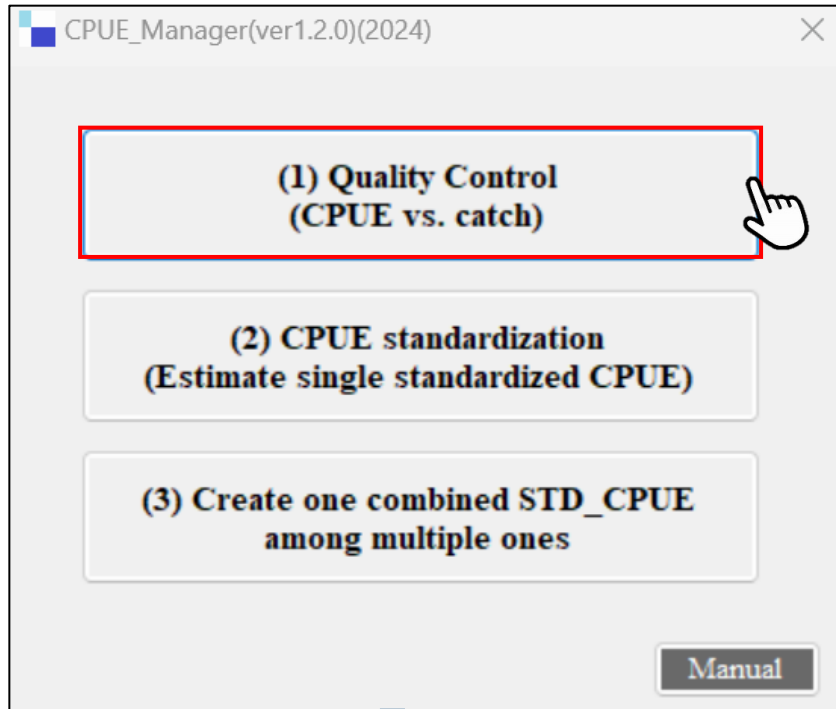 CPUE_Manager(ver1.2.0)(2024)
(1) Quality Control
(CPUE vs. catch)
(2) CPUE standardization
(Estimate single standardized CPUE)
(3) Create one combined STD_CPUE
among multiple ones
Manual